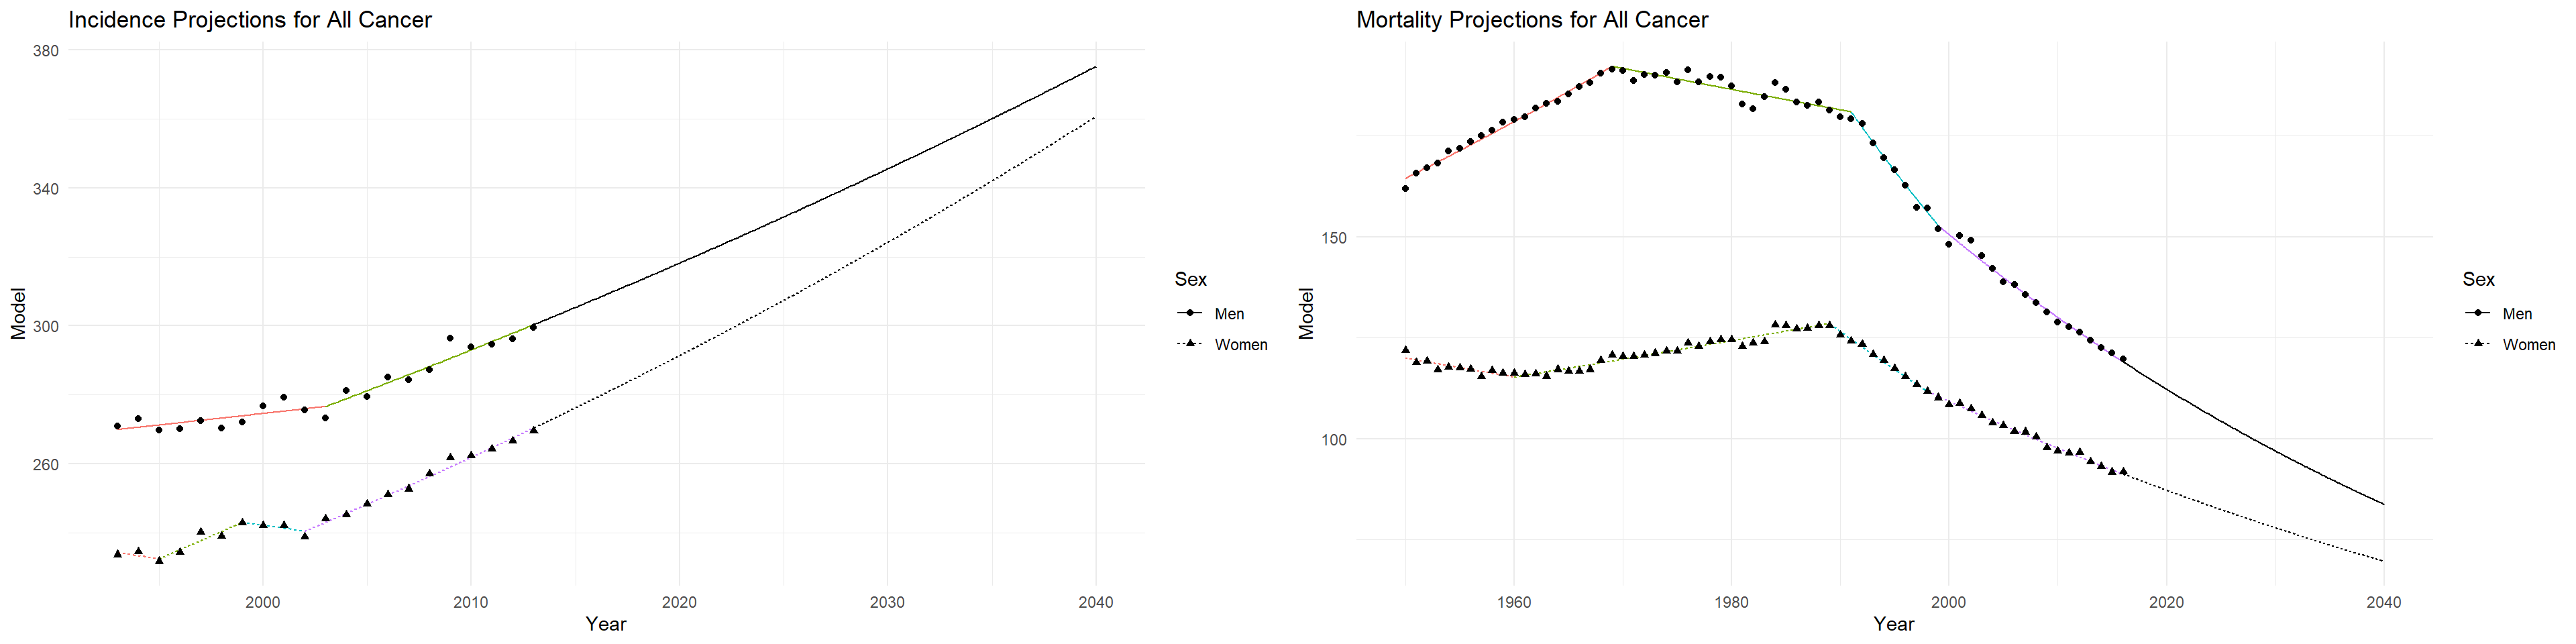 Incidence Projections for All Cancer
380
340
300
260
Model
2000
2010
2020
2030
2040
Year
Sex
Men
Women
Mortality Projections for All Cancer
150
100
Model
1960
1980
2000
2020
2040
Year
Sex
Men
Women